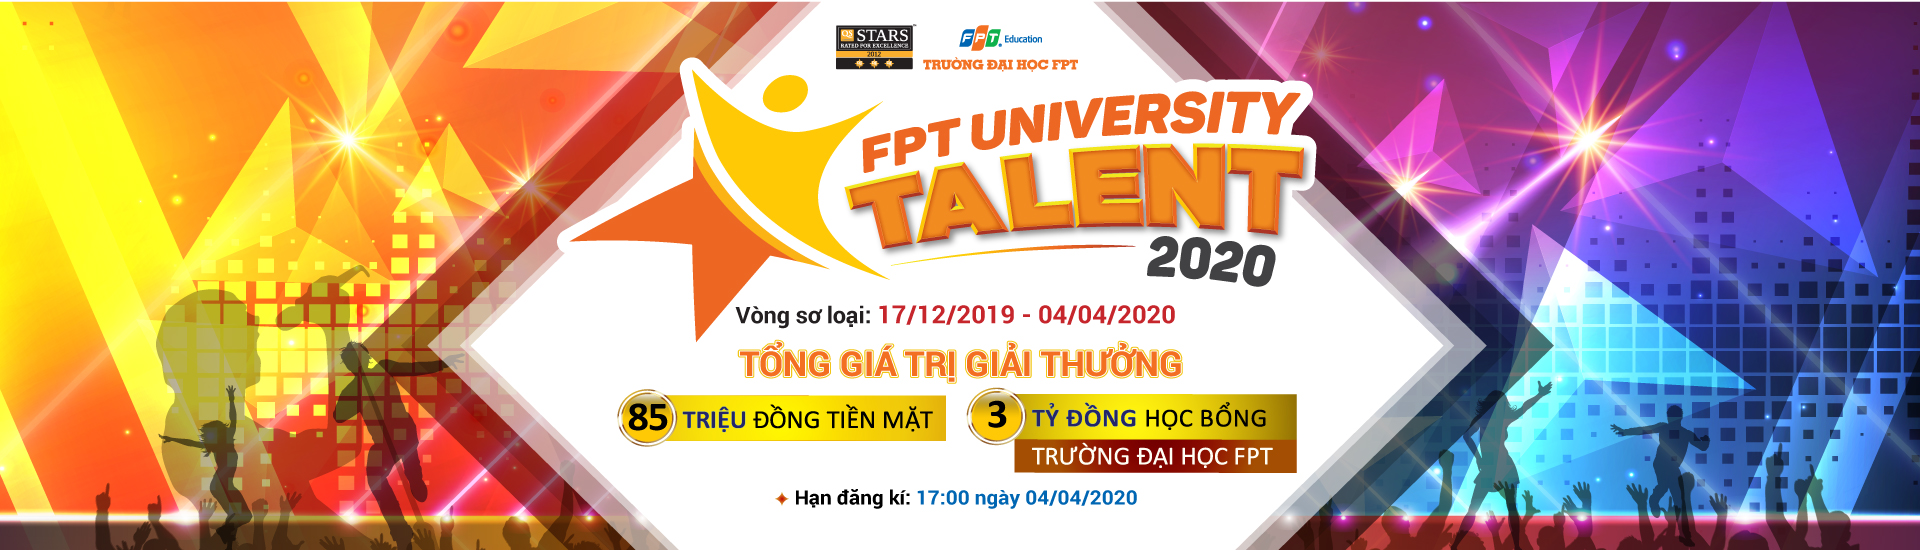 QS STARS
RATED FOR EXCELLENCE
2012
FPT Education
TRƯỜNG ĐẠI HỌC FPT
FPT UNIVERSITY
TALENT
2020
Vòng sơ loại: 17/12/2019 - 04/04/2020
TỔNG GIÁ TRỊ GIẢI THƯỞNG
85 TRIỆU ĐỒNG TIỀN MẶT
3 TỶ ĐỒNG HỌC BỔNG
TRƯỜNG ĐẠI HỌC FPT
Hạn đăng kí: 17:00 ngày 04/04/2020